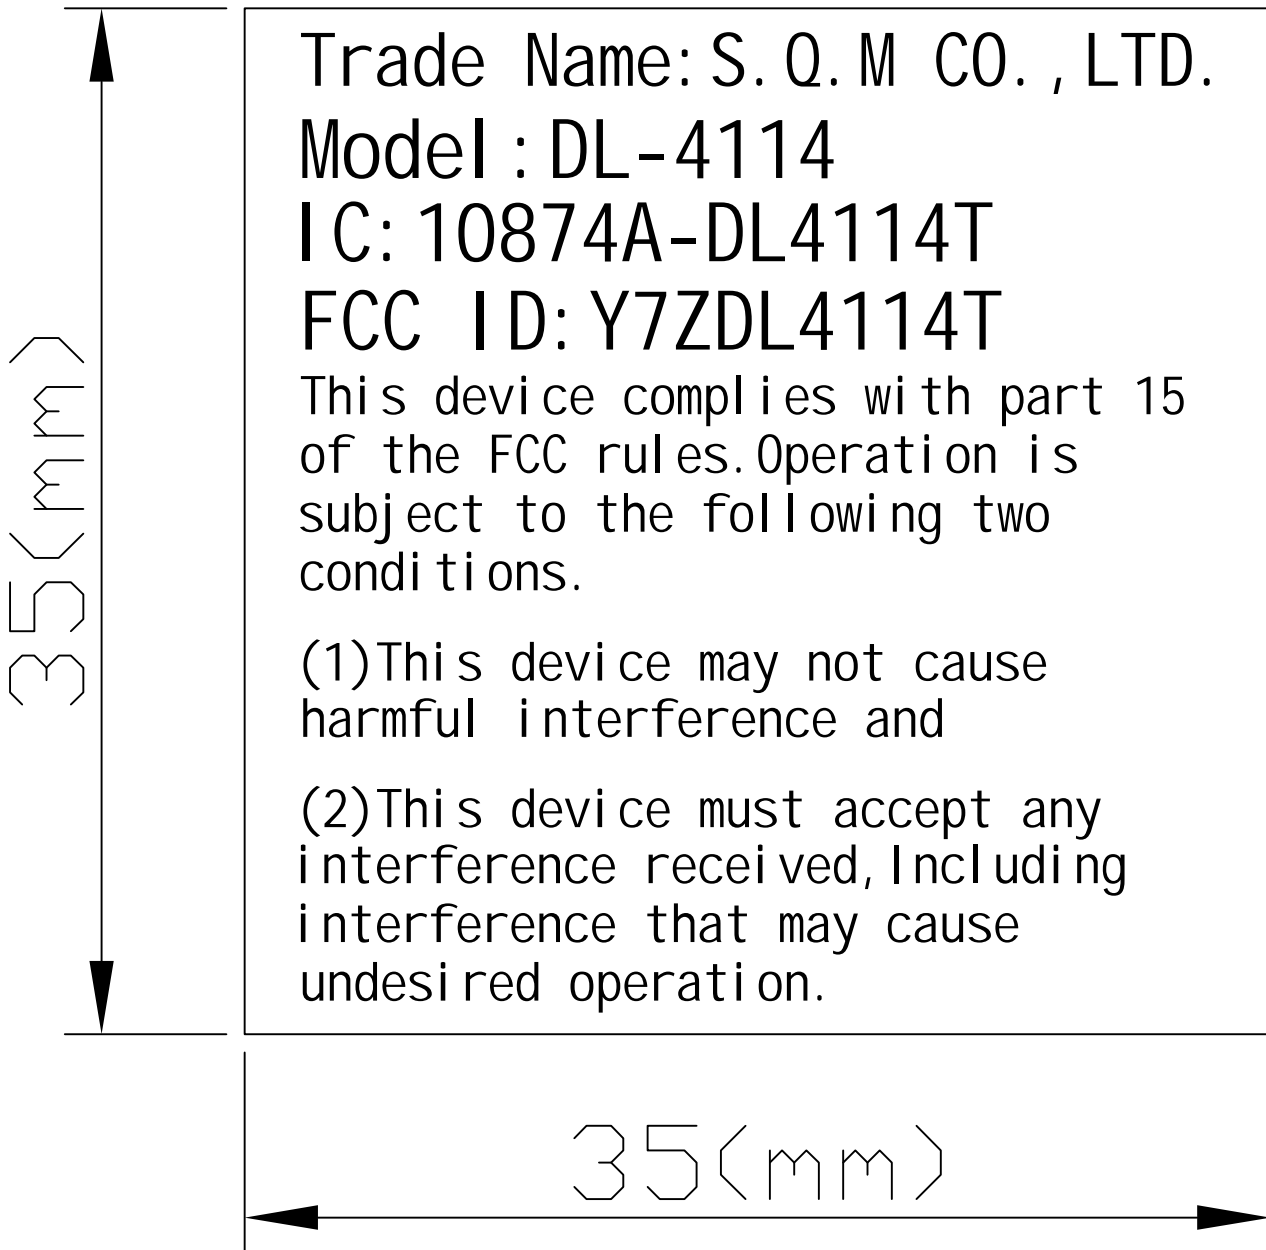 Trade Name:S.Q.M CO.,LTD.
Model:DL-4114
IC:10874A-DL4114T
FCC ID:Y7ZDL4114T
This device complies with part 15
of the FCC rules.Operation is
subject to the following two
conditions.
(1)This device may not cause
harmful interference and
(2)This device must accept any
interference received,Including
interference that may cause
undesired operation.
35(mm)
35(mm)